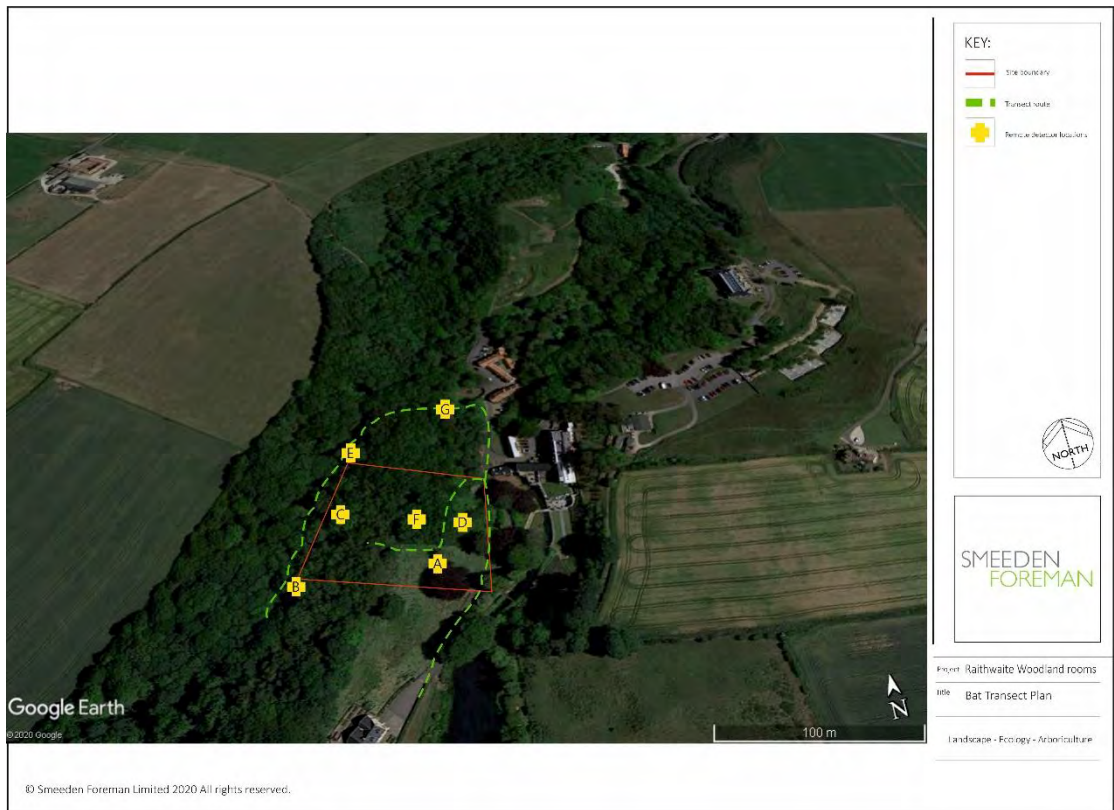 KEY:
Site boundary
Transect route
Remote detector locations
G
E
C
F
D
A
B
NORTH
N
100 m
Google Earth
©2020 Google
SMEEDEN
FOREMAN
Project Raithwaite Woodland rooms
Title Bat Transect Plan
Landscape - Ecology - Arboriculture
© Smeeden Foreman Limited 2020 All rights reserved.